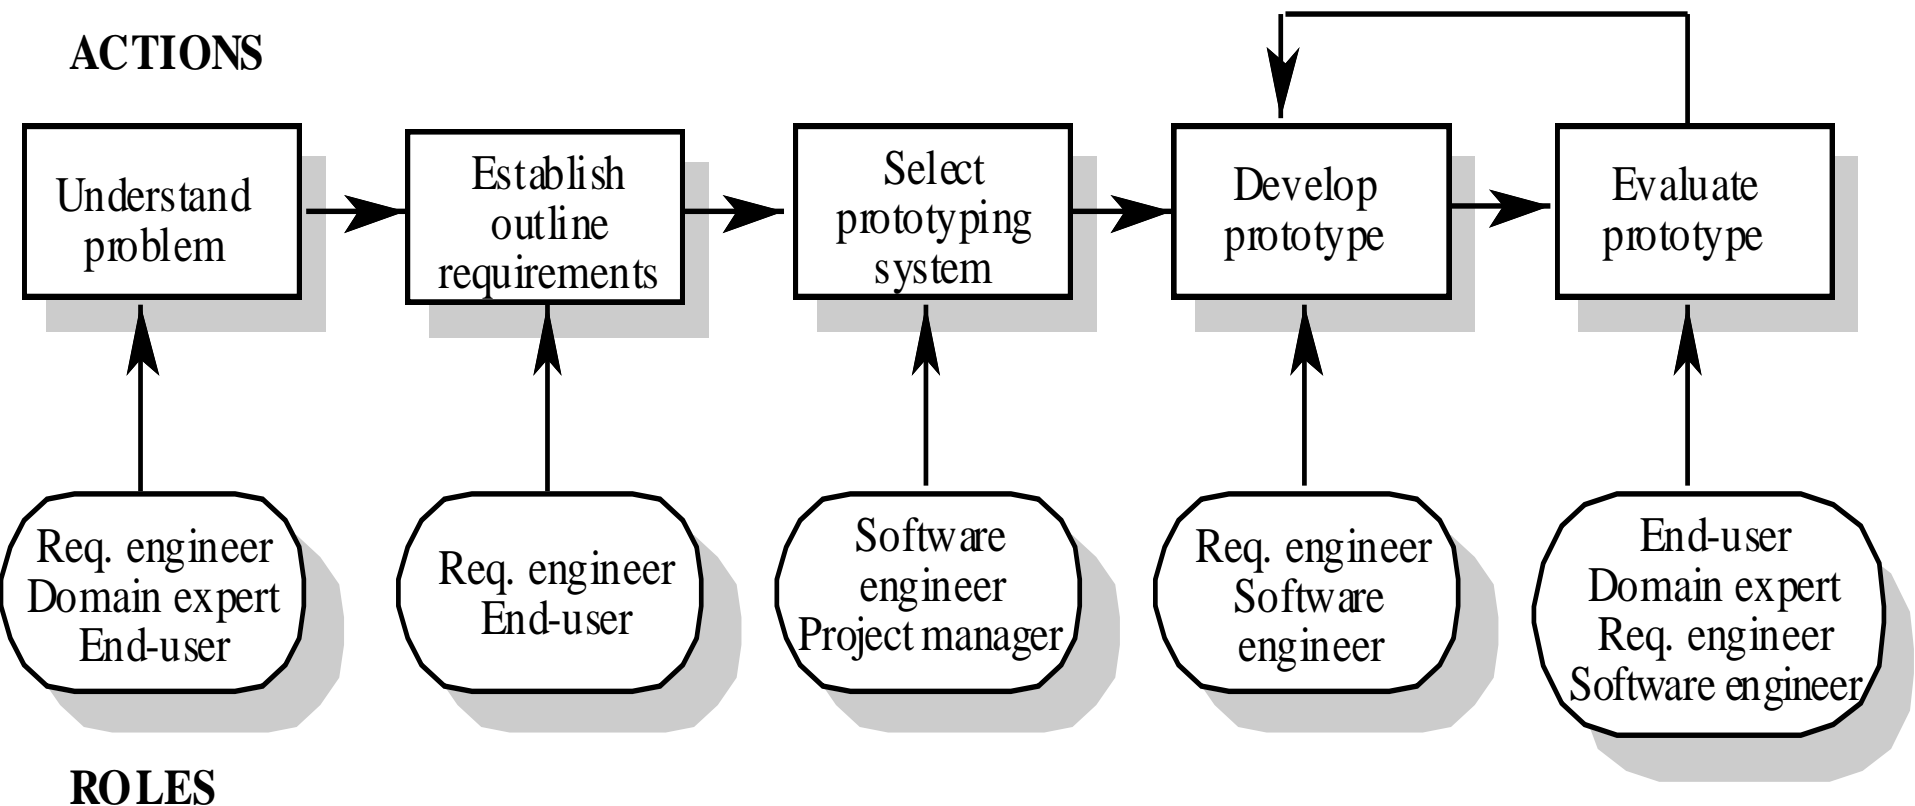 ACTIONS
Understand
problem
Establish
outline
requirements
Select
prototyping
system
Develop
prototype
Evaluate
prototype
Req. engineer
Domain expert
End-user
Req. engineer
End-user
Software
engineer
Project manager
Req. engineer
Software
engineer
End-user
Domain expert
Req. engineer
Software engineer
ROLES